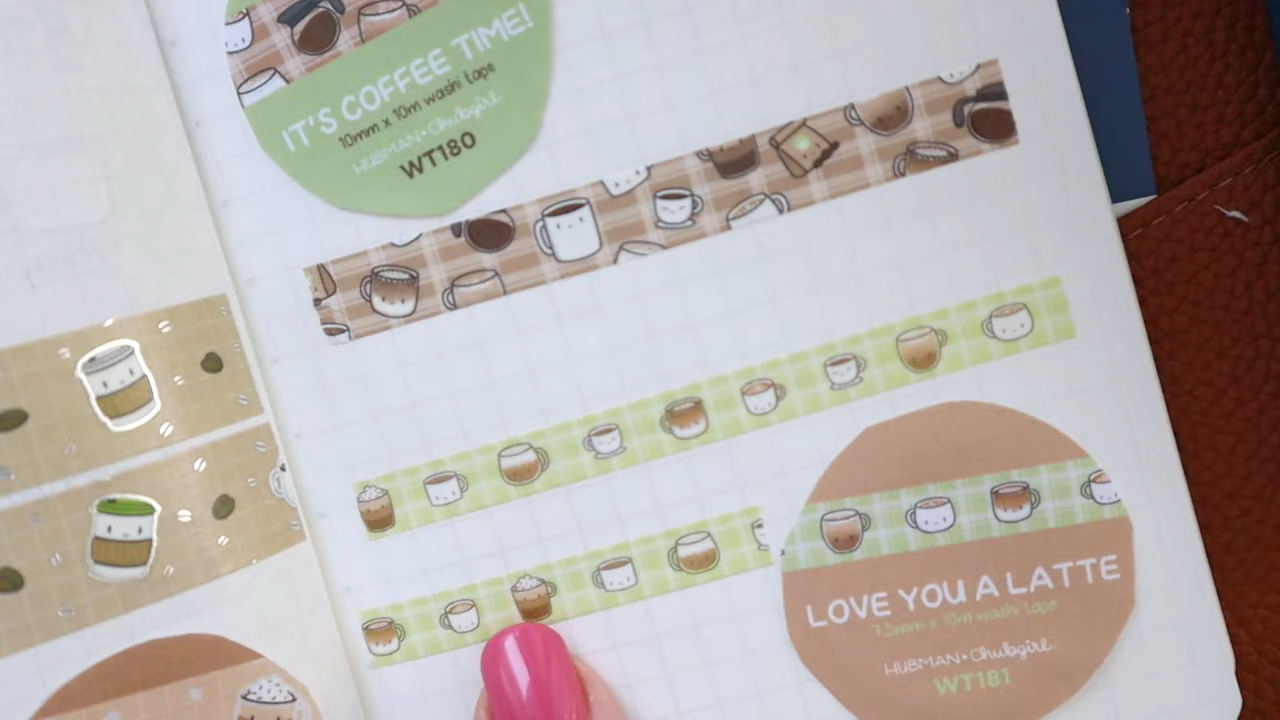 IT'S COFFEE TIME!
10mm x 10m washi tape
HUBMAN • Chubgirl
WT180
LOVE YOU A LATTE
7.5mm x 10m washi tape
HUBMAN • Chubgirl.
WT181